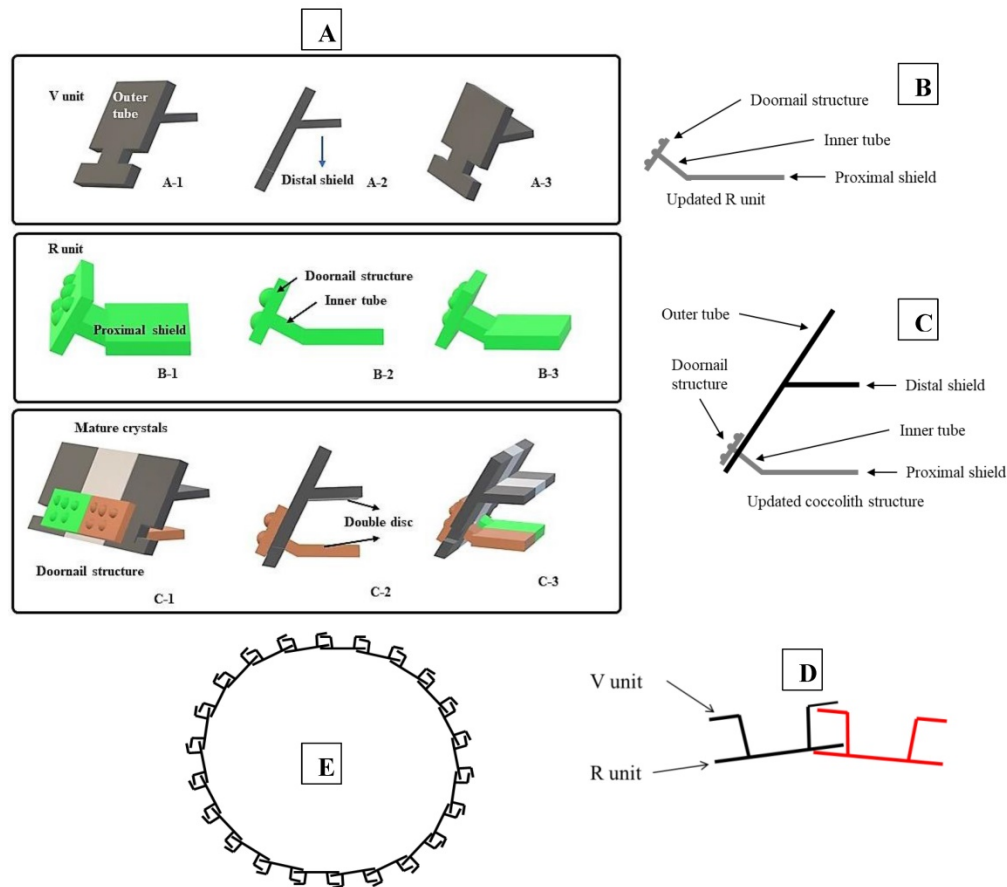 A
V unit
Outer
tube
Distal shield
A-1
A-2
A-3
R unit
Doornail structure
Inner tube
Proximal shield
B-1
B-2
B-3
Mature crystals
Double disc
Doornail structure
C-1
C-2
C-3
B
Doornail structure
Inner tube
Proximal shield
Updated R unit
C
Outer tube
Doornail
structure
Distal shield
Inner tube
Proximal shield
Updated coccolith structure
D
V unit
R unit
E